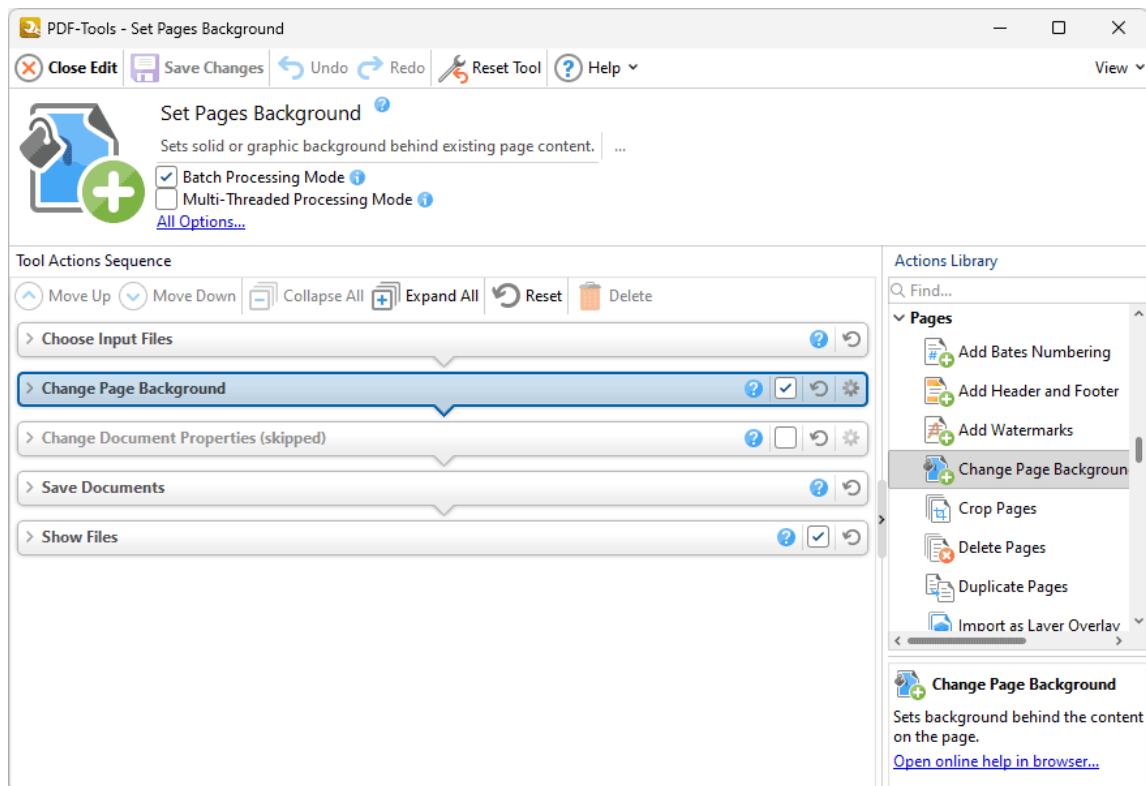 PDF-Tools - Set Pages Background
Close Edit Save Changes Undo Redo Reset Tool ? Help View
Set Pages Background ?
Sets solid or graphic background behind existing page content. ...
Batch Processing Mode i
Multi-Threaded Processing Mode i
All Options...
Tool Actions Sequence
Move Up Move Down Collapse All Expand All Reset Delete
Choose Input Files ?
Change Page Background ?
Change Document Properties (skipped) ?
Save Documents ?
Show Files ?
Actions Library
Find...
Pages
Add Bates Numbering
Add Header and Footer
Add Watermarks
Change Page Backgroun
Crop Pages
Delete Pages
Duplicate Pages
Import as Layer Overlay
Change Page Background
Sets background behind the content
on the page.
Open online help in browser...